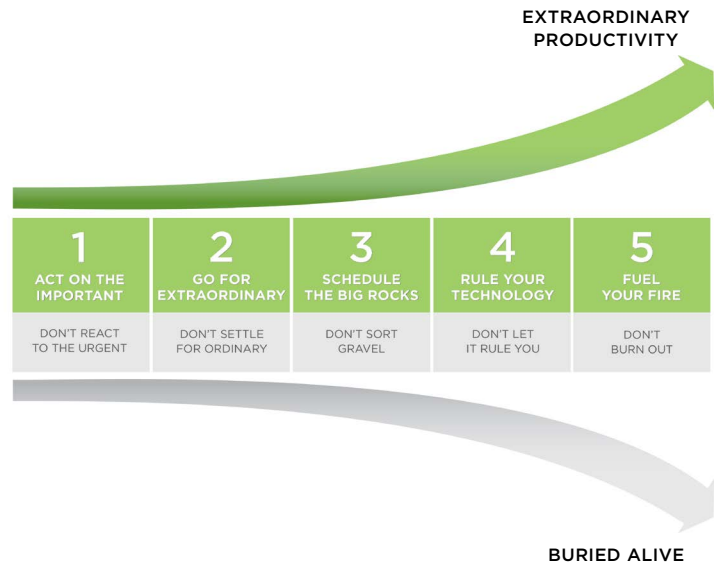 EXTRAORDINARY
PRODUCTIVITY
1
ACT ON THE
IMPORTANT
DON'T REACT
TO THE URGENT
2
GO FOR
EXTRAORDINARY
DON'T SETTLE
FOR ORDINARY
3
SCHEDULE
THE BIG ROCKS
DON'T SORT
GRAVEL
4
RULE YOUR
TECHNOLOGY
DON'T LET
IT RULE YOU
5
FUEL
YOUR FIRE
DON'T
BURN OUT
BURIED ALIVE